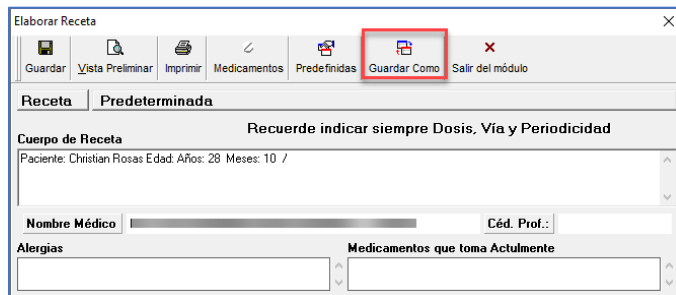 Elaborar Receta
Guardar Vista Preliminar Imprimir Medicamentos Predefinidas Guardar Como Salir del módulo
Receta Predeterminada
Recuerde indicar siempre Dosis, Vía y Periodicidad
Cuerpo de Receta
Paciente: Christian Rosas Edad: Años: 28 Meses: 10 /
Nombre Médico Céd. Prof.:
Alergias Medicamentos que toma Actulmente